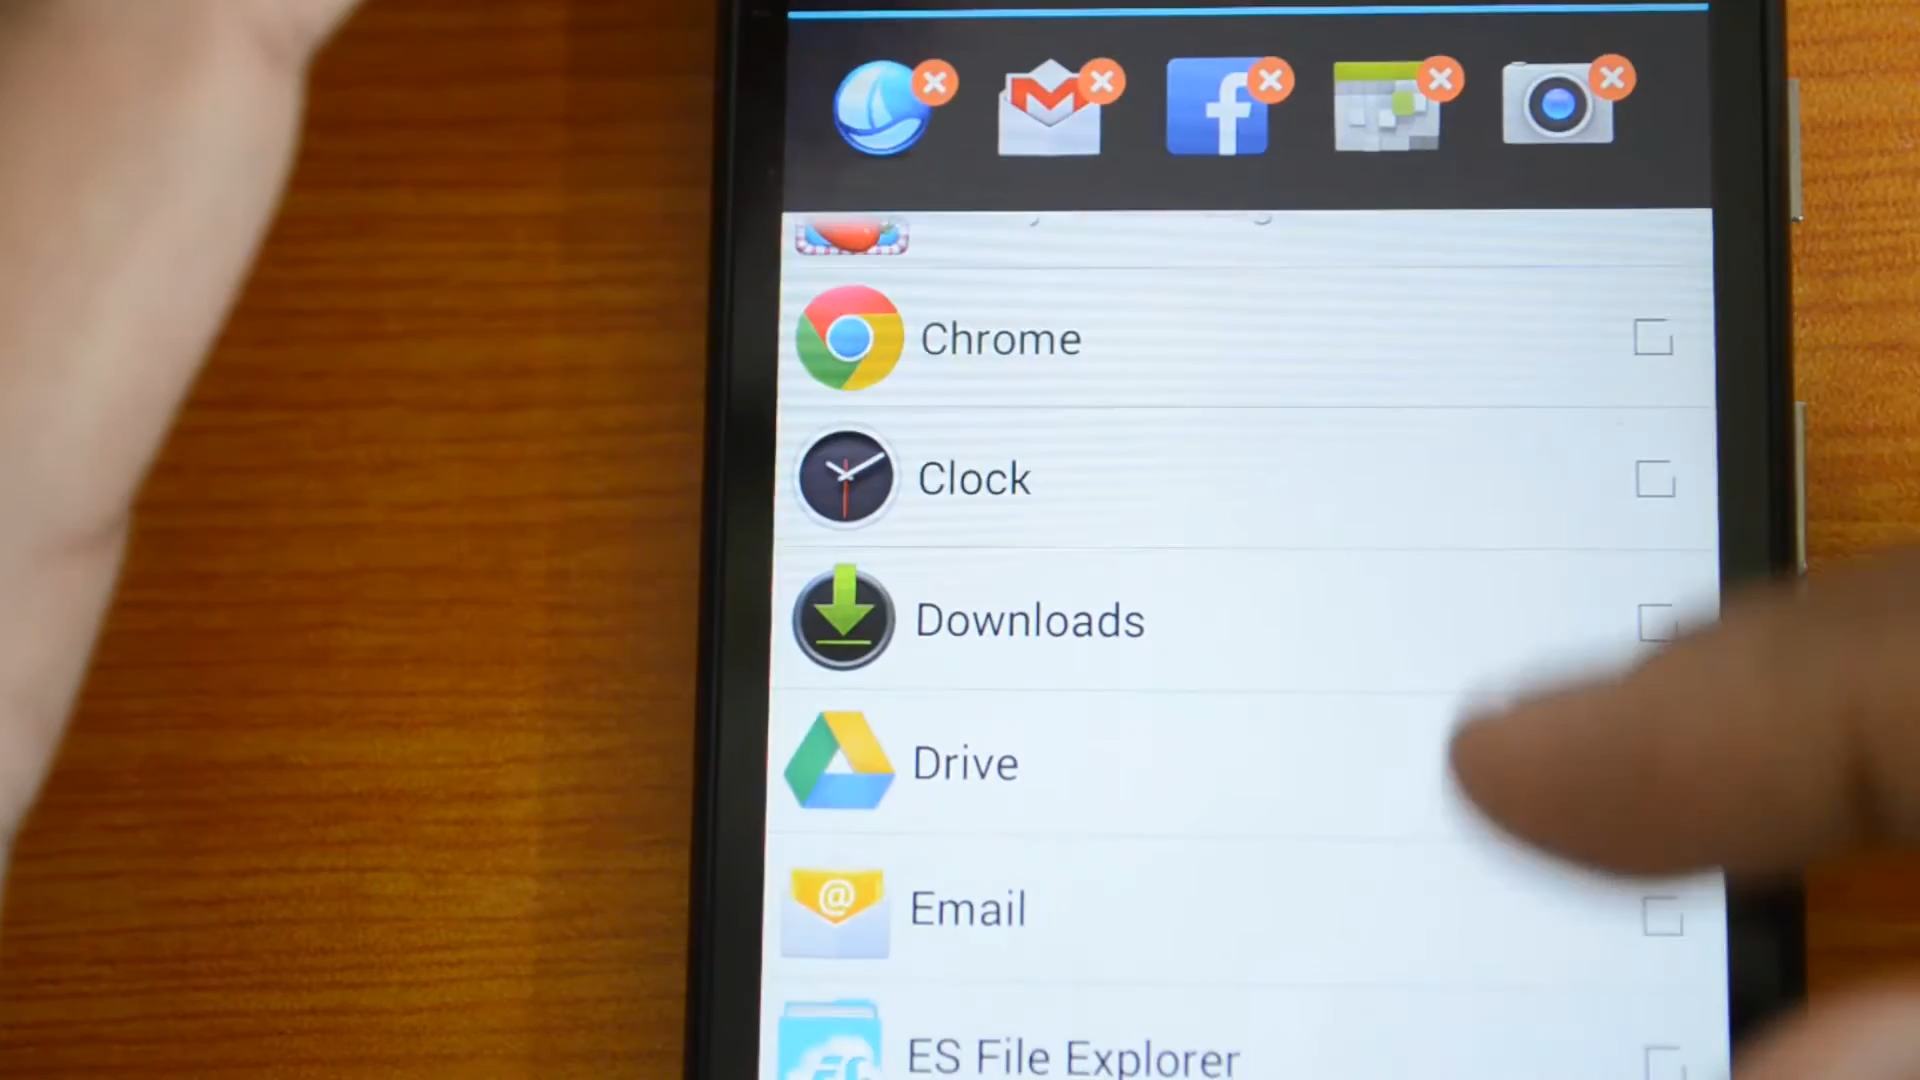 Chrome
Clock
Downloads
Drive
Email
ES File Explorer